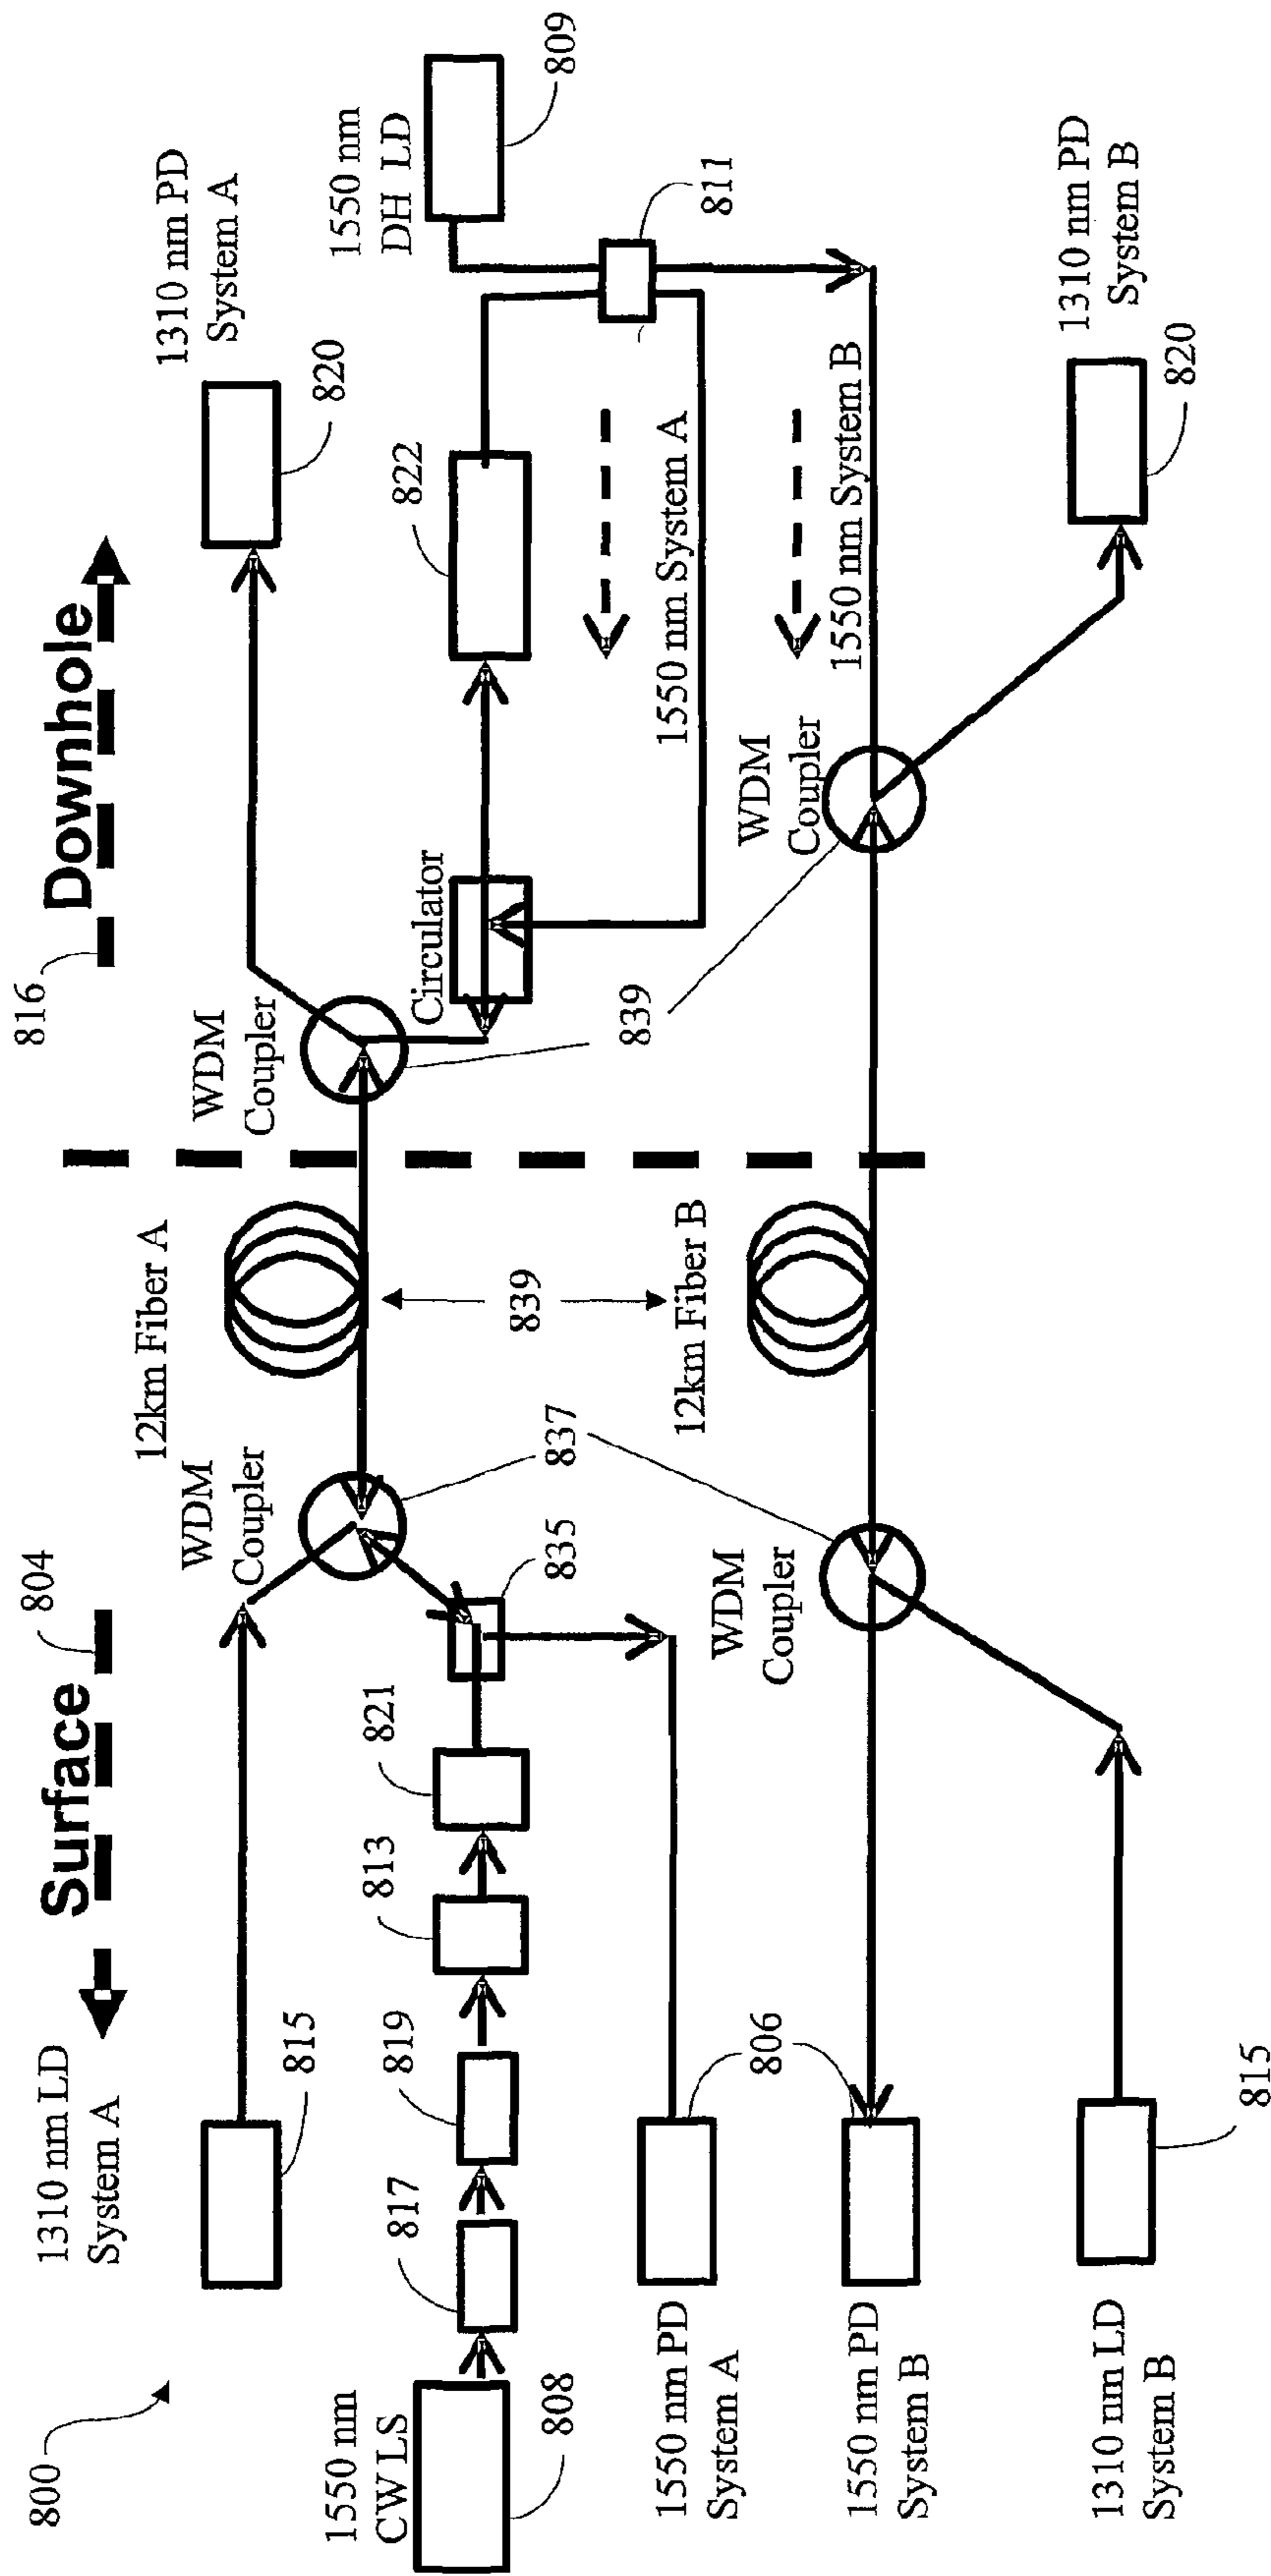 800
Surface
804
816
Downhole
1310 nm LD
System A
815
WDM
Coupler
12km Fiber A
WDM
Coupler
1310 nm PD
System A
820
1550 nm
CW LS
808
817
819
813
821
835
837
839
839
Circulator
822
1550 nm
DH LD
809
811
1550 nm System A
1550 nm PD
System A
806
1550 nm PD
System B
WDM
Coupler
12km Fiber B
WDM
Coupler
1550 nm System B
1310 nm LD
System B
815
1310 nm PD
System B
820